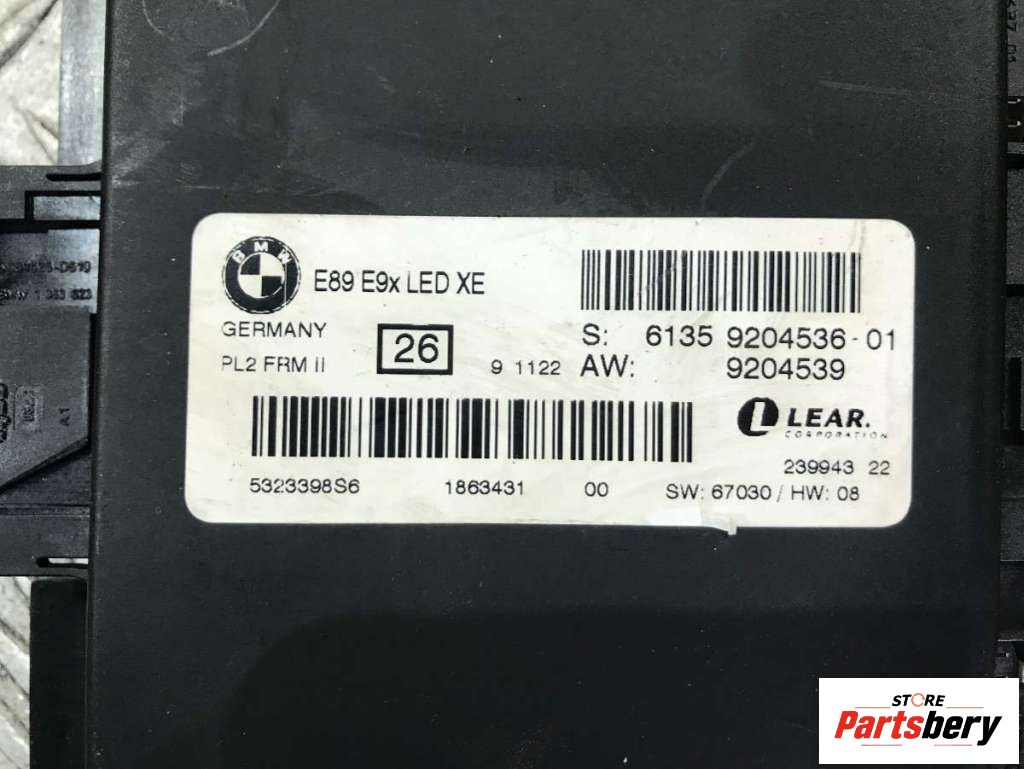 BMW
E89 E9x LED XE
GERMANY
PL2 FRM II
26
9 1122
S: 6135 9204536-01
AW: 9204539
LEAR.
CORPORATION
239943 22
5323398S6 1863431 00 SW: 67030 / HW: 08
A1
STORE
Partsbery